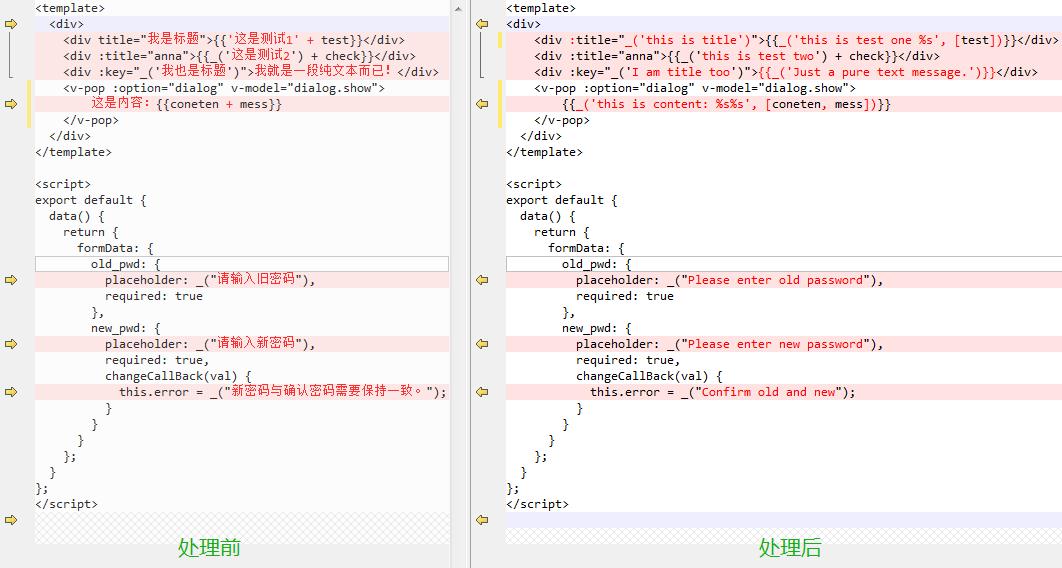 <template>
  <div>
    <div title="我是标题">{{'这是测试1' + test}}</div>
    <div :title="anna">{{_('这是测试2') + check}}</div>
    <div :key="_('我也是标题')">我就是一段纯文本而已！</div>
    <v-pop :option="dialog" v-model="dialog.show">
        这是内容：{{coneten + mess}}
    </v-pop>
  </div>
</template>

<script>
export default {
  data() {
    return {
      formData: {
        old_pwd: {
          placeholder: _("请输入旧密码"),
          required: true
        },
        new_pwd: {
          placeholder: _("请输入新密码"),
          required: true,
          changeCallBack(val) {
            this.error = _("新密码与确认密码需要保持一致。");
          }
        }
      }
    };
  }
};
</script>
处理前
<template>
<div>
    <div :title="_('this is title')">{{_('this is test one %s', [test])}}</div>
    <div :title="anna">{{_('this is test two') + check}}</div>
    <div :key="_('I am title too')">{{_('Just a pure text message.')}}</div>
    <v-pop :option="dialog" v-model="dialog.show">
        {{_('this is content: %s%s', [coneten, mess])}}
    </v-pop>
  </div>
</template>

<script>
export default {
  data() {
    return {
      formData: {
        old_pwd: {
          placeholder: _("Please enter old password"),
          required: true
        },
        new_pwd: {
          placeholder: _("Please enter new password"),
          required: true,
          changeCallBack(val) {
            this.error = _("Confirm old and new");
          }
        }
      }
    };
  }
};
</script>
处理后